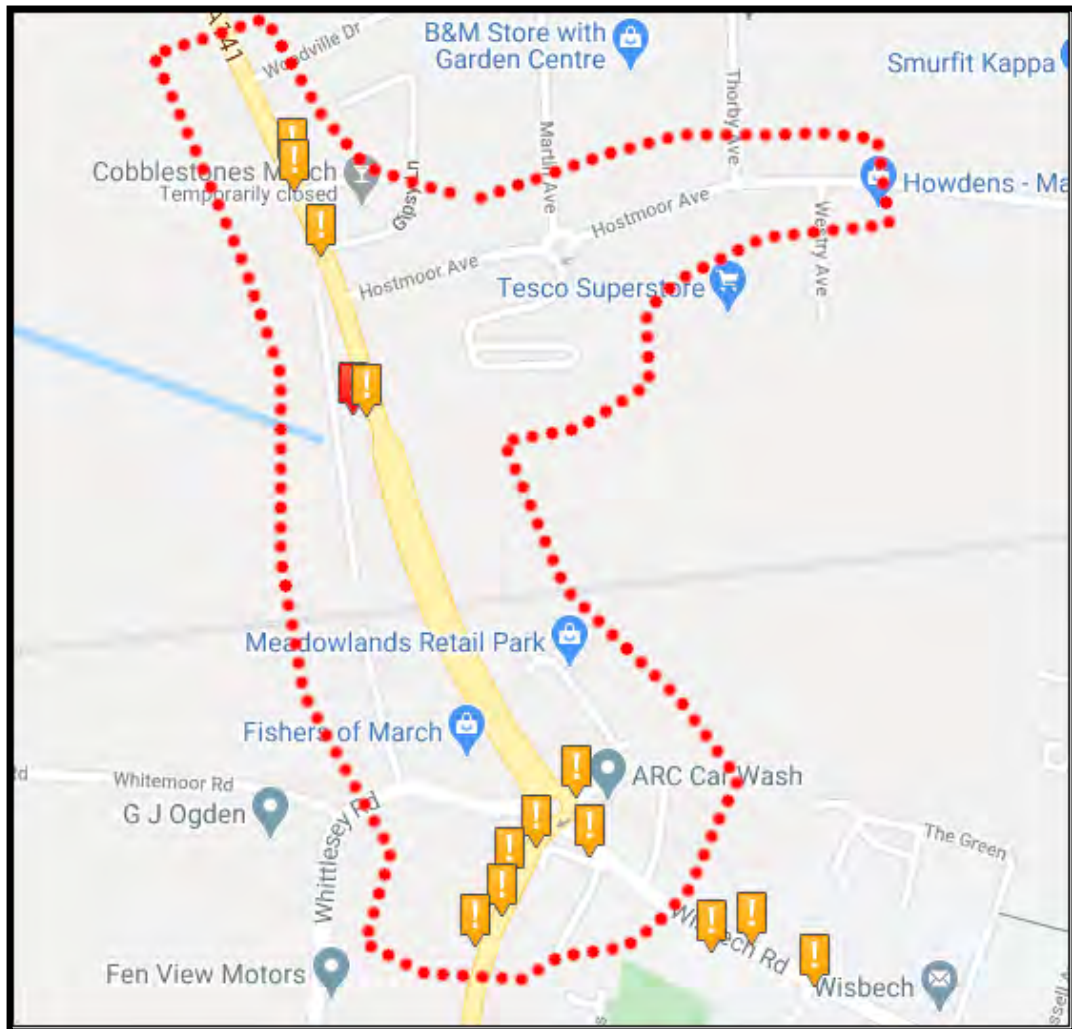 A141
Woodville Dr
B&M Store with
Garden Centre
Smurfit Kappa
Thorby Ave
Martin Ave
Cobblestones March
Temporarily closed
Gipsy Ln
Howdens - Ma
Hostmoor Ave
Westry Ave
Hostmoor Ave
Tesco Superstore
Meadowlands Retail Park
Fishers of March
Rd
Whitemoor Rd
ARC Car Wash
G J Ogden
Whittlesey Rd
The Green
Wisbech Rd
Fen View Motors
Wisbech